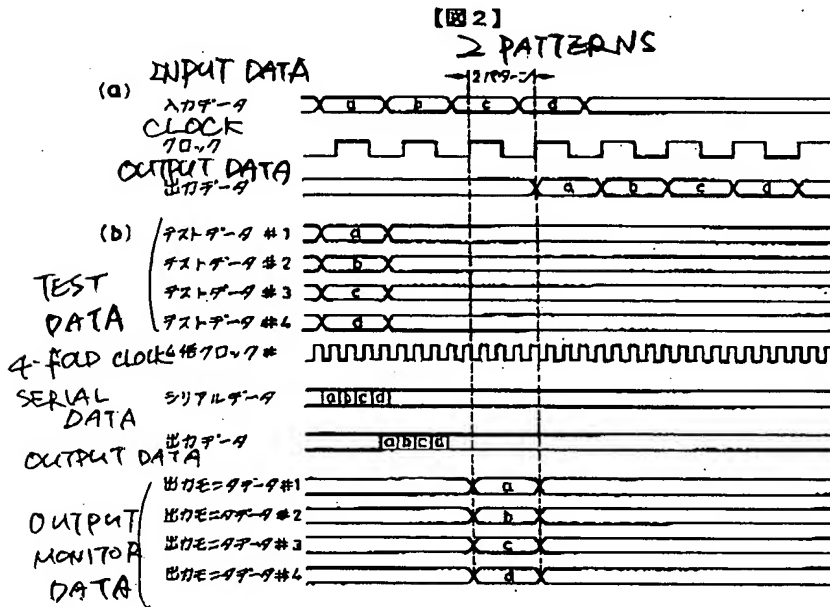 【図2】
2 PATTERNS
2パターン
INPUT DATA
(a) 入力データ a b c d
CLOCK
クロック
OUTPUT DATA
出力データ a b c d
(b) テストデータ #1 d
テストデータ #2 b
テストデータ #3 c
テストデータ #4 d
TEST DATA
4-fold clock 4倍クロック#
SERIAL DATA
シリアルデータ a b c d
出力データ a b c d
OUTPUT DATA
出力モニタデータ#1 a
出力モニタデータ#2 b
出力モニタデータ#3 c
出力モニタデータ#4 d
OUTPUT MONITOR DATA